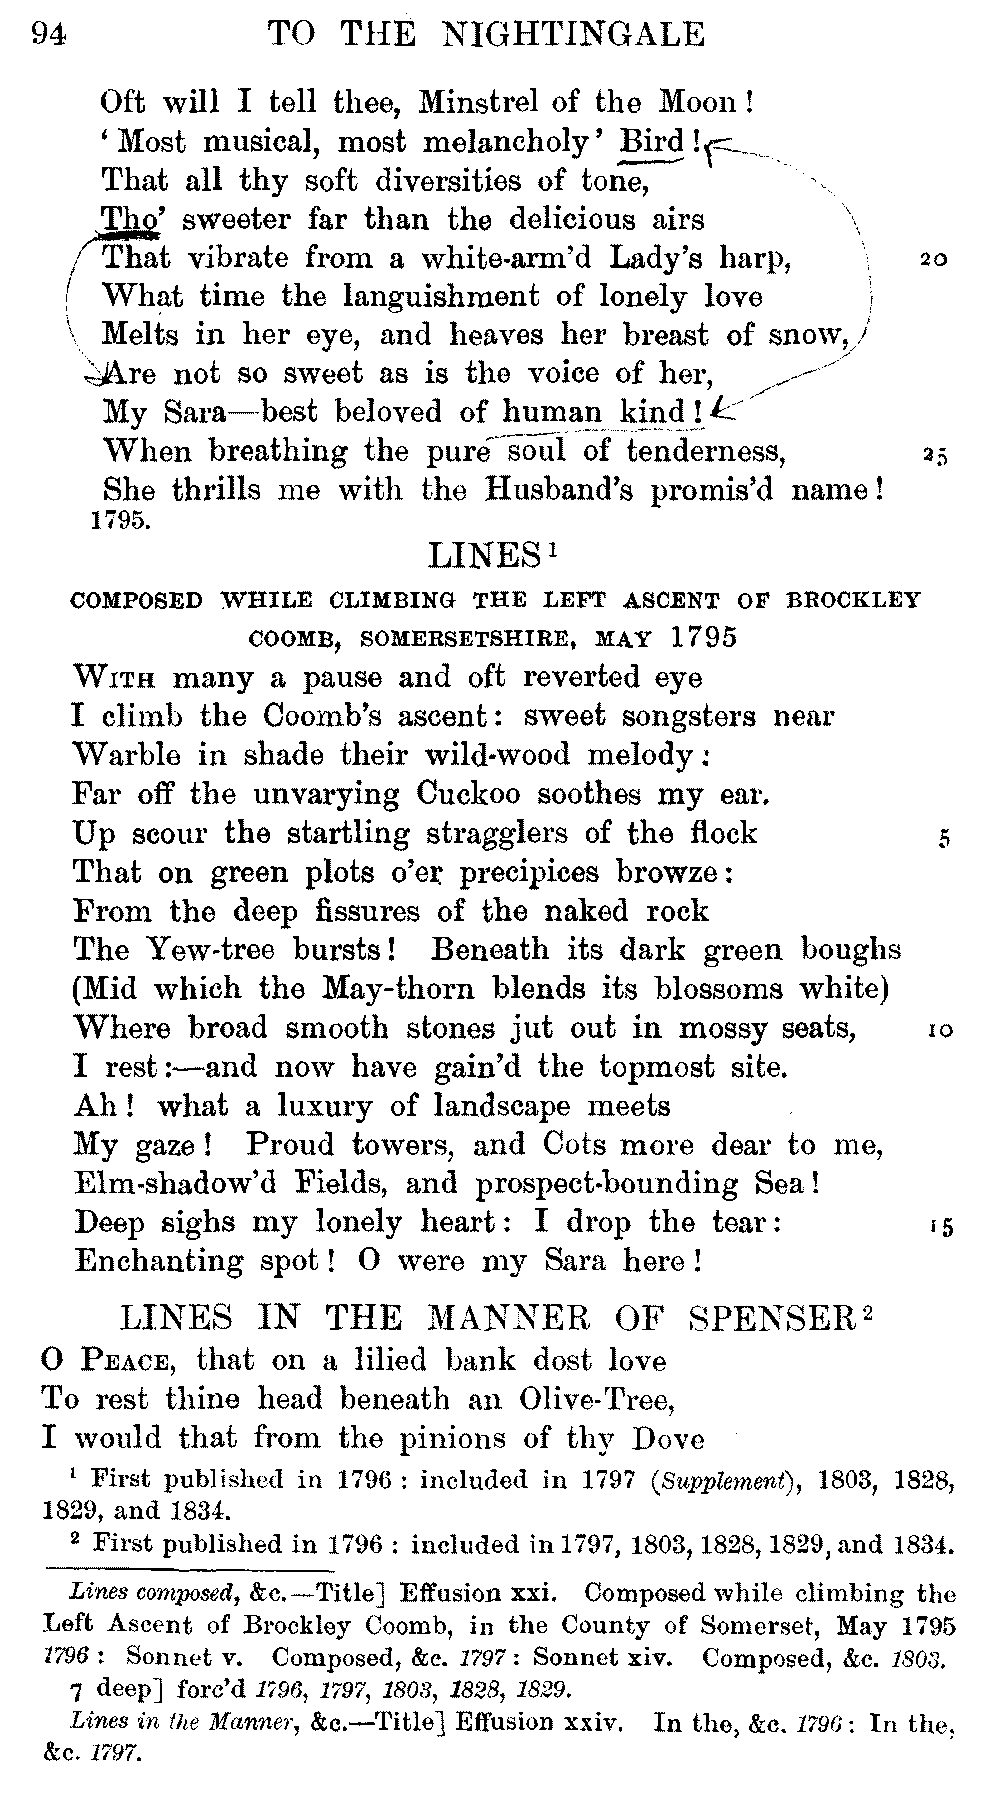 94 TO THE NIGHTINGALE
Oft will I tell thee, Minstrel of the Moon!
‘Most musical, most melancholy’ Bird!
That all thy soft diversities of tone,
Tho’ sweeter far than the delicious airs
That vibrate from a white-arm’d Lady’s harp, 20
What time the languishment of lonely love
Melts in her eye, and heaves her breast of snow,
Are not so sweet as is the voice of her,
My Sara—best beloved of human kind!
When breathing the pure soul of tenderness, 25
She thrills me with the Husband’s promis’d name!
1795.
LINES¹
COMPOSED WHILE CLIMBING THE LEFT ASCENT OF BROCKLEY
COOMB, SOMERSETSHIRE, MAY 1795
WITH many a pause and oft reverted eye
I climb the Coomb’s ascent: sweet songsters near
Warble in shade their wild-wood melody:
Far off the unvarying Cuckoo soothes my ear.
Up scour the startling stragglers of the flock 5
That on green plots o’er precipices browze:
From the deep fissures of the naked rock
The Yew-tree bursts! Beneath its dark green boughs
(Mid which the May-thorn blends its blossoms white)
Where broad smooth stones jut out in mossy seats, 10
I rest:—and now have gain’d the topmost site.
Ah! what a luxury of landscape meets
My gaze! Proud towers, and Cots more dear to me,
Elm-shadow’d Fields, and prospect-bounding Sea!
Deep sighs my lonely heart: I drop the tear: 15
Enchanting spot! O were my Sara here!
LINES IN THE MANNER OF SPENSER²
O PEACE, that on a lilied bank dost love
To rest thine head beneath an Olive-Tree,
I would that from the pinions of thy Dove
¹ First published in 1796: included in 1797 (Supplement), 1803, 1828,
1829, and 1834.
² First published in 1796: included in 1797, 1803, 1828, 1829, and 1834.
Lines composed, &c.—Title] Effusion xxi. Composed while climbing the
Left Ascent of Brockley Coomb, in the County of Somerset, May 1795
1796: Sonnet v. Composed, &c. 1797: Sonnet xiv. Composed, &c. 1803.
7 deep] forc’d 1796, 1797, 1803, 1828, 1829.
Lines in the Manner, &c.—Title] Effusion xxiv. In the, &c. 1796: In the,
&c. 1797.